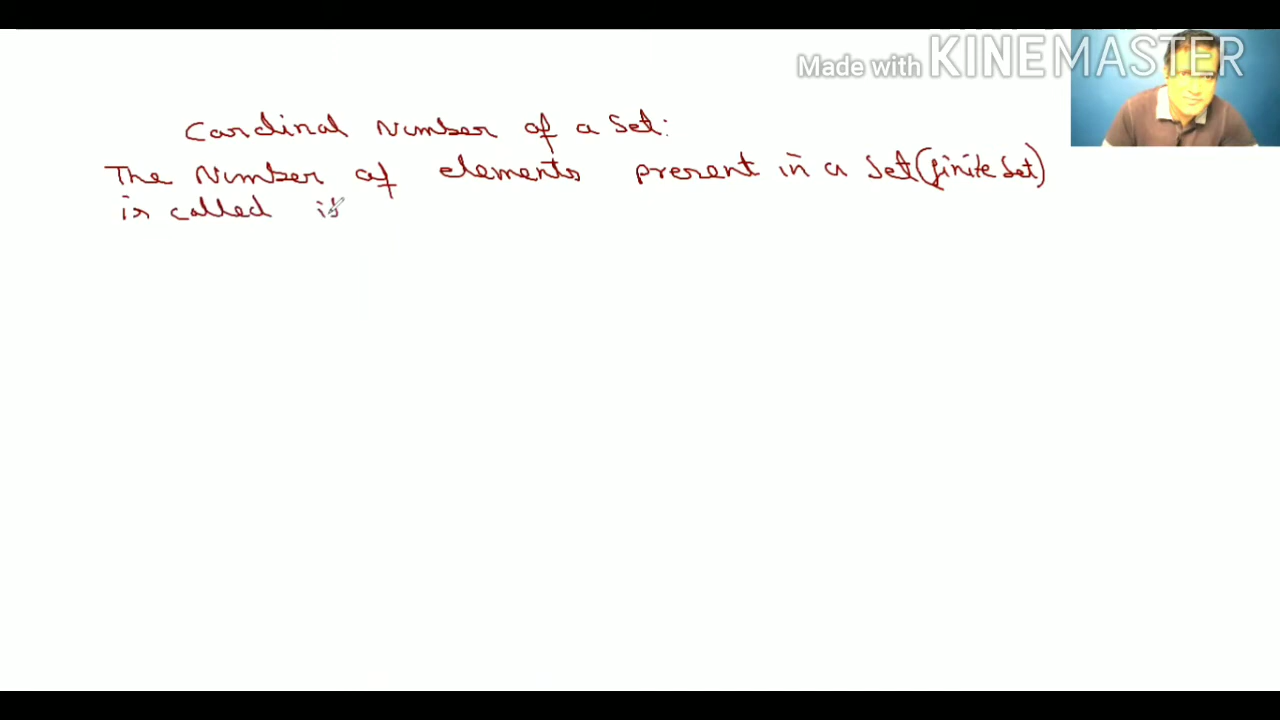 Made with KINEMASTER
Cardinal Number of a Set:
The Number of elements present in a Set (finite Set)
is called